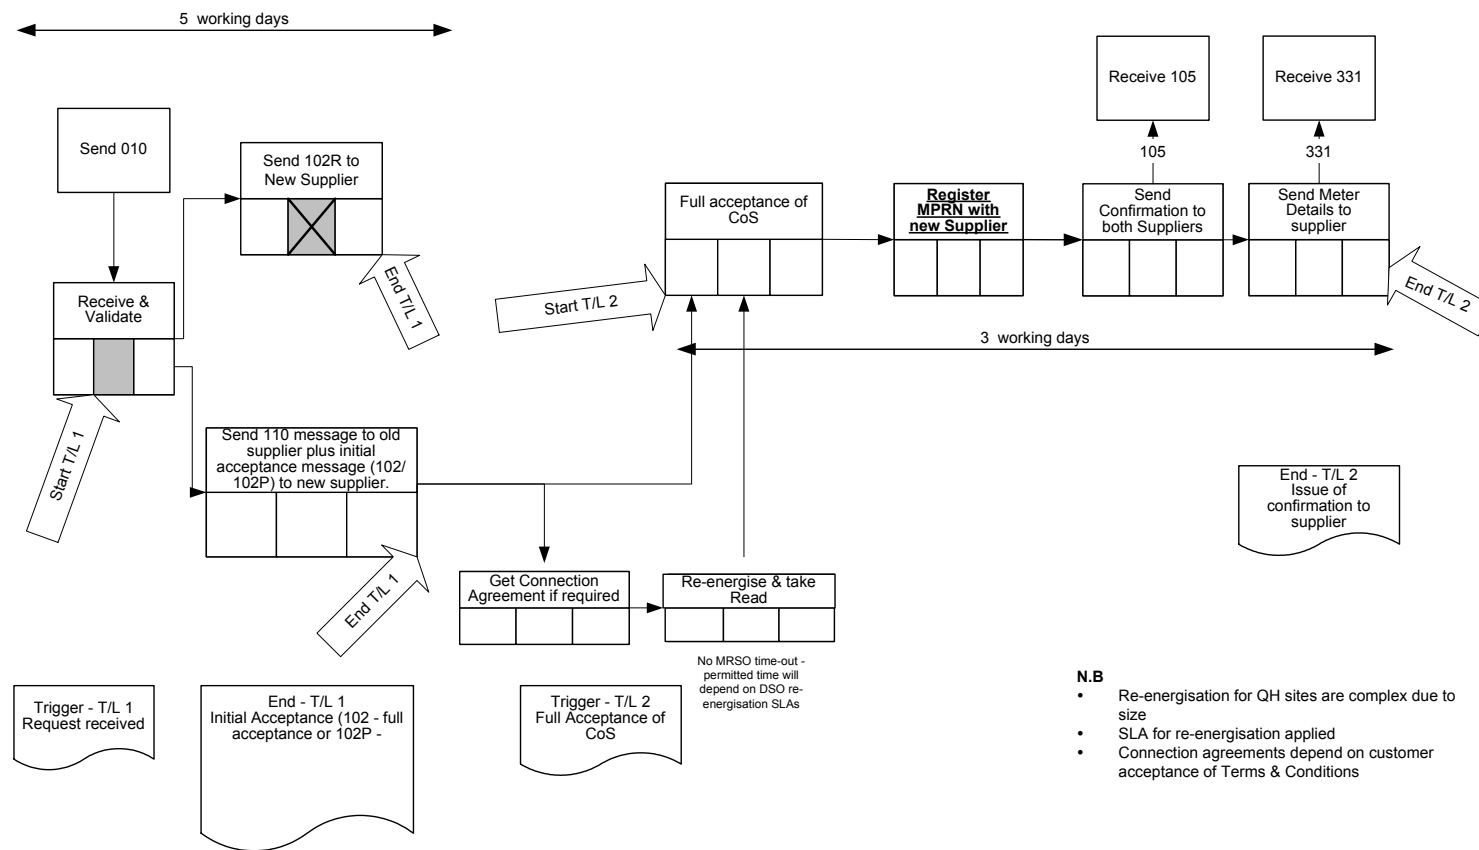 5 working days
Send 010
Send 102R to
New Supplier
End T/L 1
Receive &
Validate
Start T/L 1
Send 110 message to old
supplier plus initial
acceptance message (102/
102P) to new supplier.
End T/L 1
Get Connection
Agreement if required
Re-energise & take
Read
No MRSO time-out -
permitted time will
depend on DSO re-
energisation SLAs
Start T/L 2
Full acceptance of
CoS
Register
MPRN with
new Supplier
Receive 105
105
Send
Confirmation to
both Suppliers
Receive 331
331
Send Meter
Details to
supplier
End T/L 2
3 working days
End - T/L 2
Issue of
confirmation to
supplier
Trigger - T/L 1
Request received
End - T/L 1
Initial Acceptance (102 - full
acceptance or 102P -
Trigger - T/L 2
Full Acceptance of
CoS
N.B
• Re-energisation for QH sites are complex due to
size
• SLA for re-energisation applied
• Connection agreements depend on customer
acceptance of Terms & Conditions